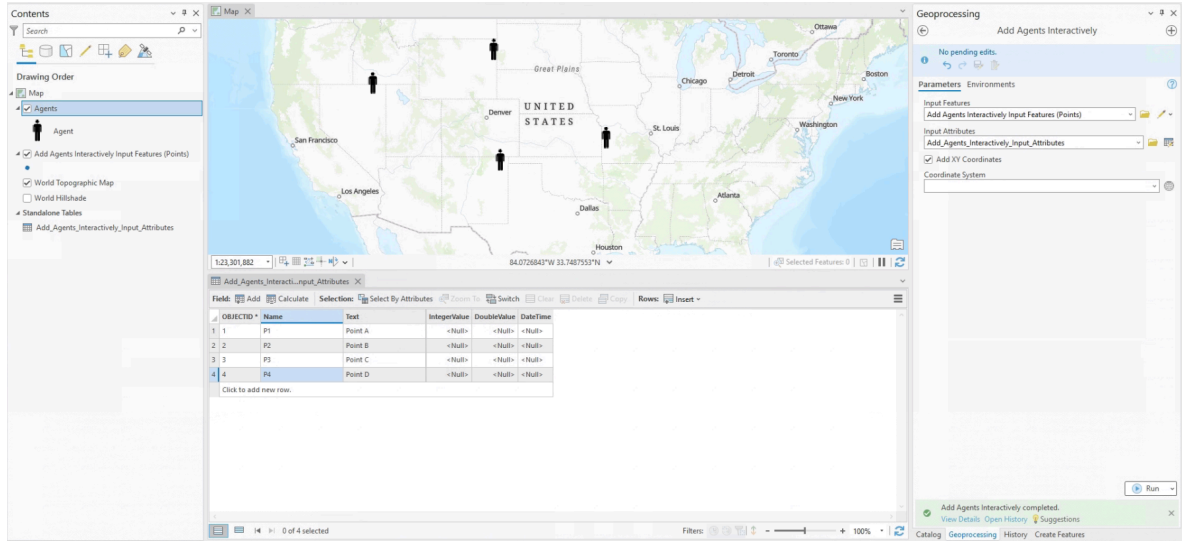 Contents
Search
Drawing Order
Map
Agents
Agent
Add Agents Interactively Input Features (Points)
World Topographic Map
World Hillshade
Standalone Tables
Add_Agents_Interactively_Input_Attributes
Map
Ottawa
Toronto
Great Plains
Detroit
Boston
Chicago
New York
UNITED
STATES
Denver
St. Louis
Washington
San Francisco
Los Angeles
Atlanta
Dallas
Houston
1:23,301,882
84.0726843°W 33.7487553°N
Selected Features: 0
Add_Agents_Interacti...nput_Attributes
Field: Add Calculate Selection: Select By Attributes Zoom To Switch Clear Delete Copy Rows: Insert
OBJECTID * Name Text IntegerValue DoubleValue DateTime
1 1 P1 Point A <Null> <Null> <Null>
2 2 P2 Point B <Null> <Null> <Null>
3 3 P3 Point C <Null> <Null> <Null>
4 4 P4 Point D <Null> <Null> <Null>
Click to add new row.
0 of 4 selected
Filters:
- + 100%
Geoprocessing
Add Agents Interactively
No pending edits.
Parameters Environments
Input Features
Add Agents Interactively Input Features (Points)
Input Attributes
Add_Agents_Interactively_Input_Attributes
Add XY Coordinates
Coordinate System
Run
Add Agents Interactively completed.
View Details Open History Suggestions
Catalog Geoprocessing History Create Features